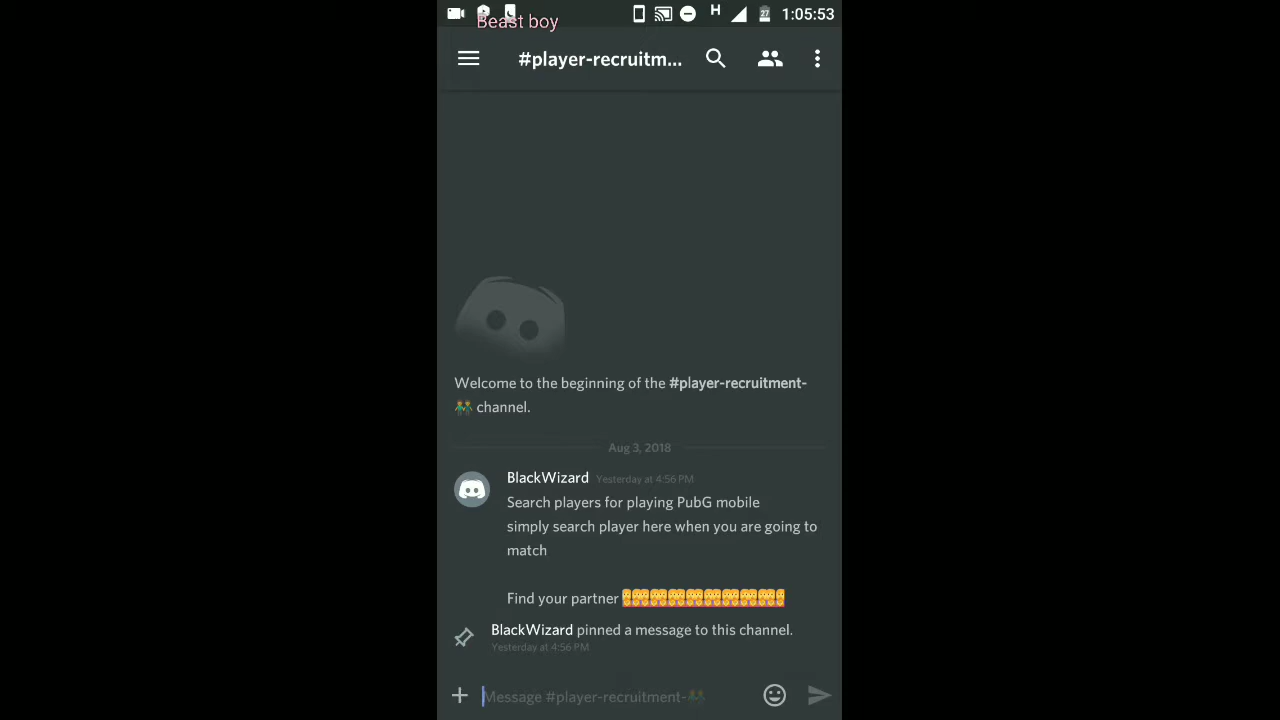 Beast boy
H
27
1:05:53
#player-recruitm...
Welcome to the beginning of the #player-recruitment-
👬 channel.
Aug 3, 2018
BlackWizard Yesterday at 4:56 PM
Search players for playing PubG mobile
simply search player here when you are going to
match
Find your partner
BlackWizard pinned a message to this channel.
Yesterday at 4:56 PM
Message #player-recruitment-👬